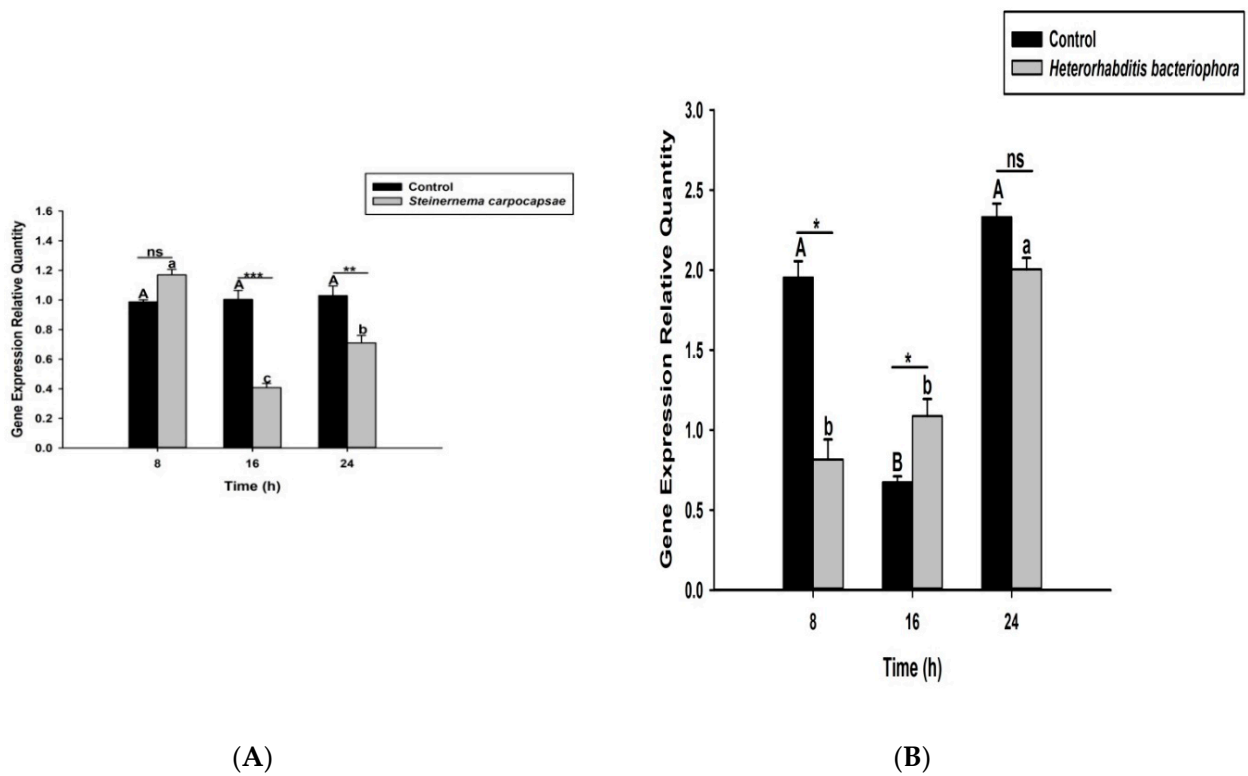 Control
Steinernema carpocapsae
Gene Expression Relative Quantity
1.6
1.4
1.2
1.0
0.8
0.6
0.4
0.2
0.0
ns
a
A
***
A
c
**
A
b
8 16 24
Time (h)
(A)
Control
Heterorhabditis bacteriophora
Gene Expression Relative Quantity
3.0
2.5
2.0
1.5
1.0
0.5
0.0
*
A
b
*
b
B
ns
A
a
8 16 24
Time (h)
(B)